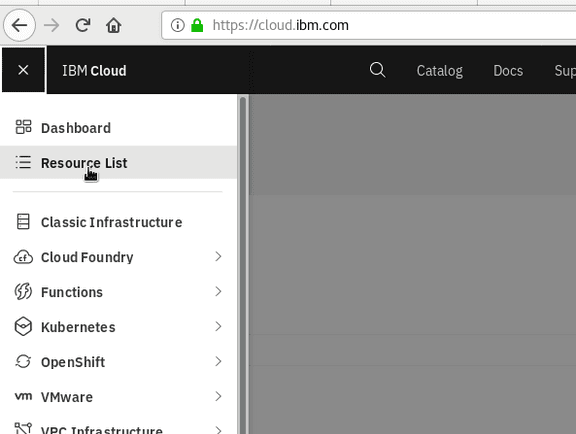 https://cloud.ibm.com
IBM Cloud
Catalog
Docs
Sup
Dashboard
Resource List
Classic Infrastructure
Cloud Foundry
Functions
Kubernetes
OpenShift
vm VMware
VPC Infrastructure